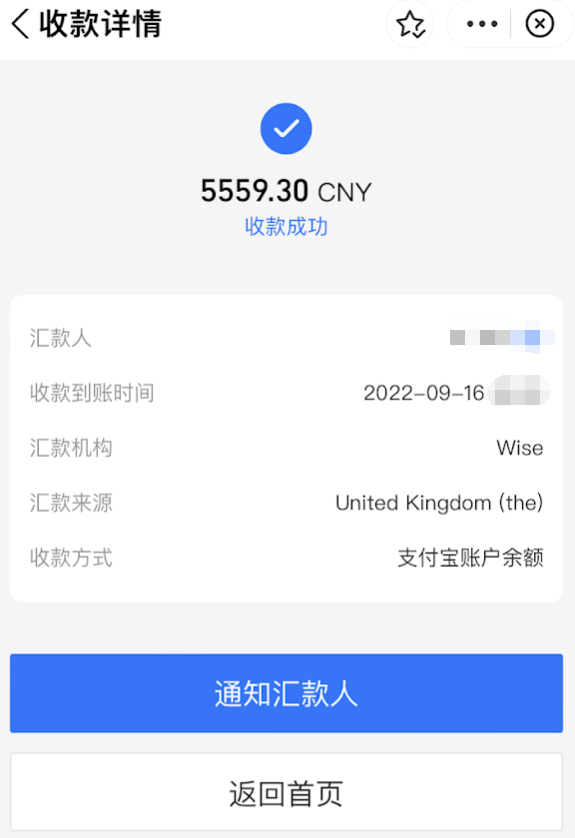 收款详情
5559.30 CNY
收款成功
汇款人
收款到账时间 2022-09-16
汇款机构 Wise
汇款来源 United Kingdom (the)
收款方式 支付宝账户余额
通知汇款人
返回首页